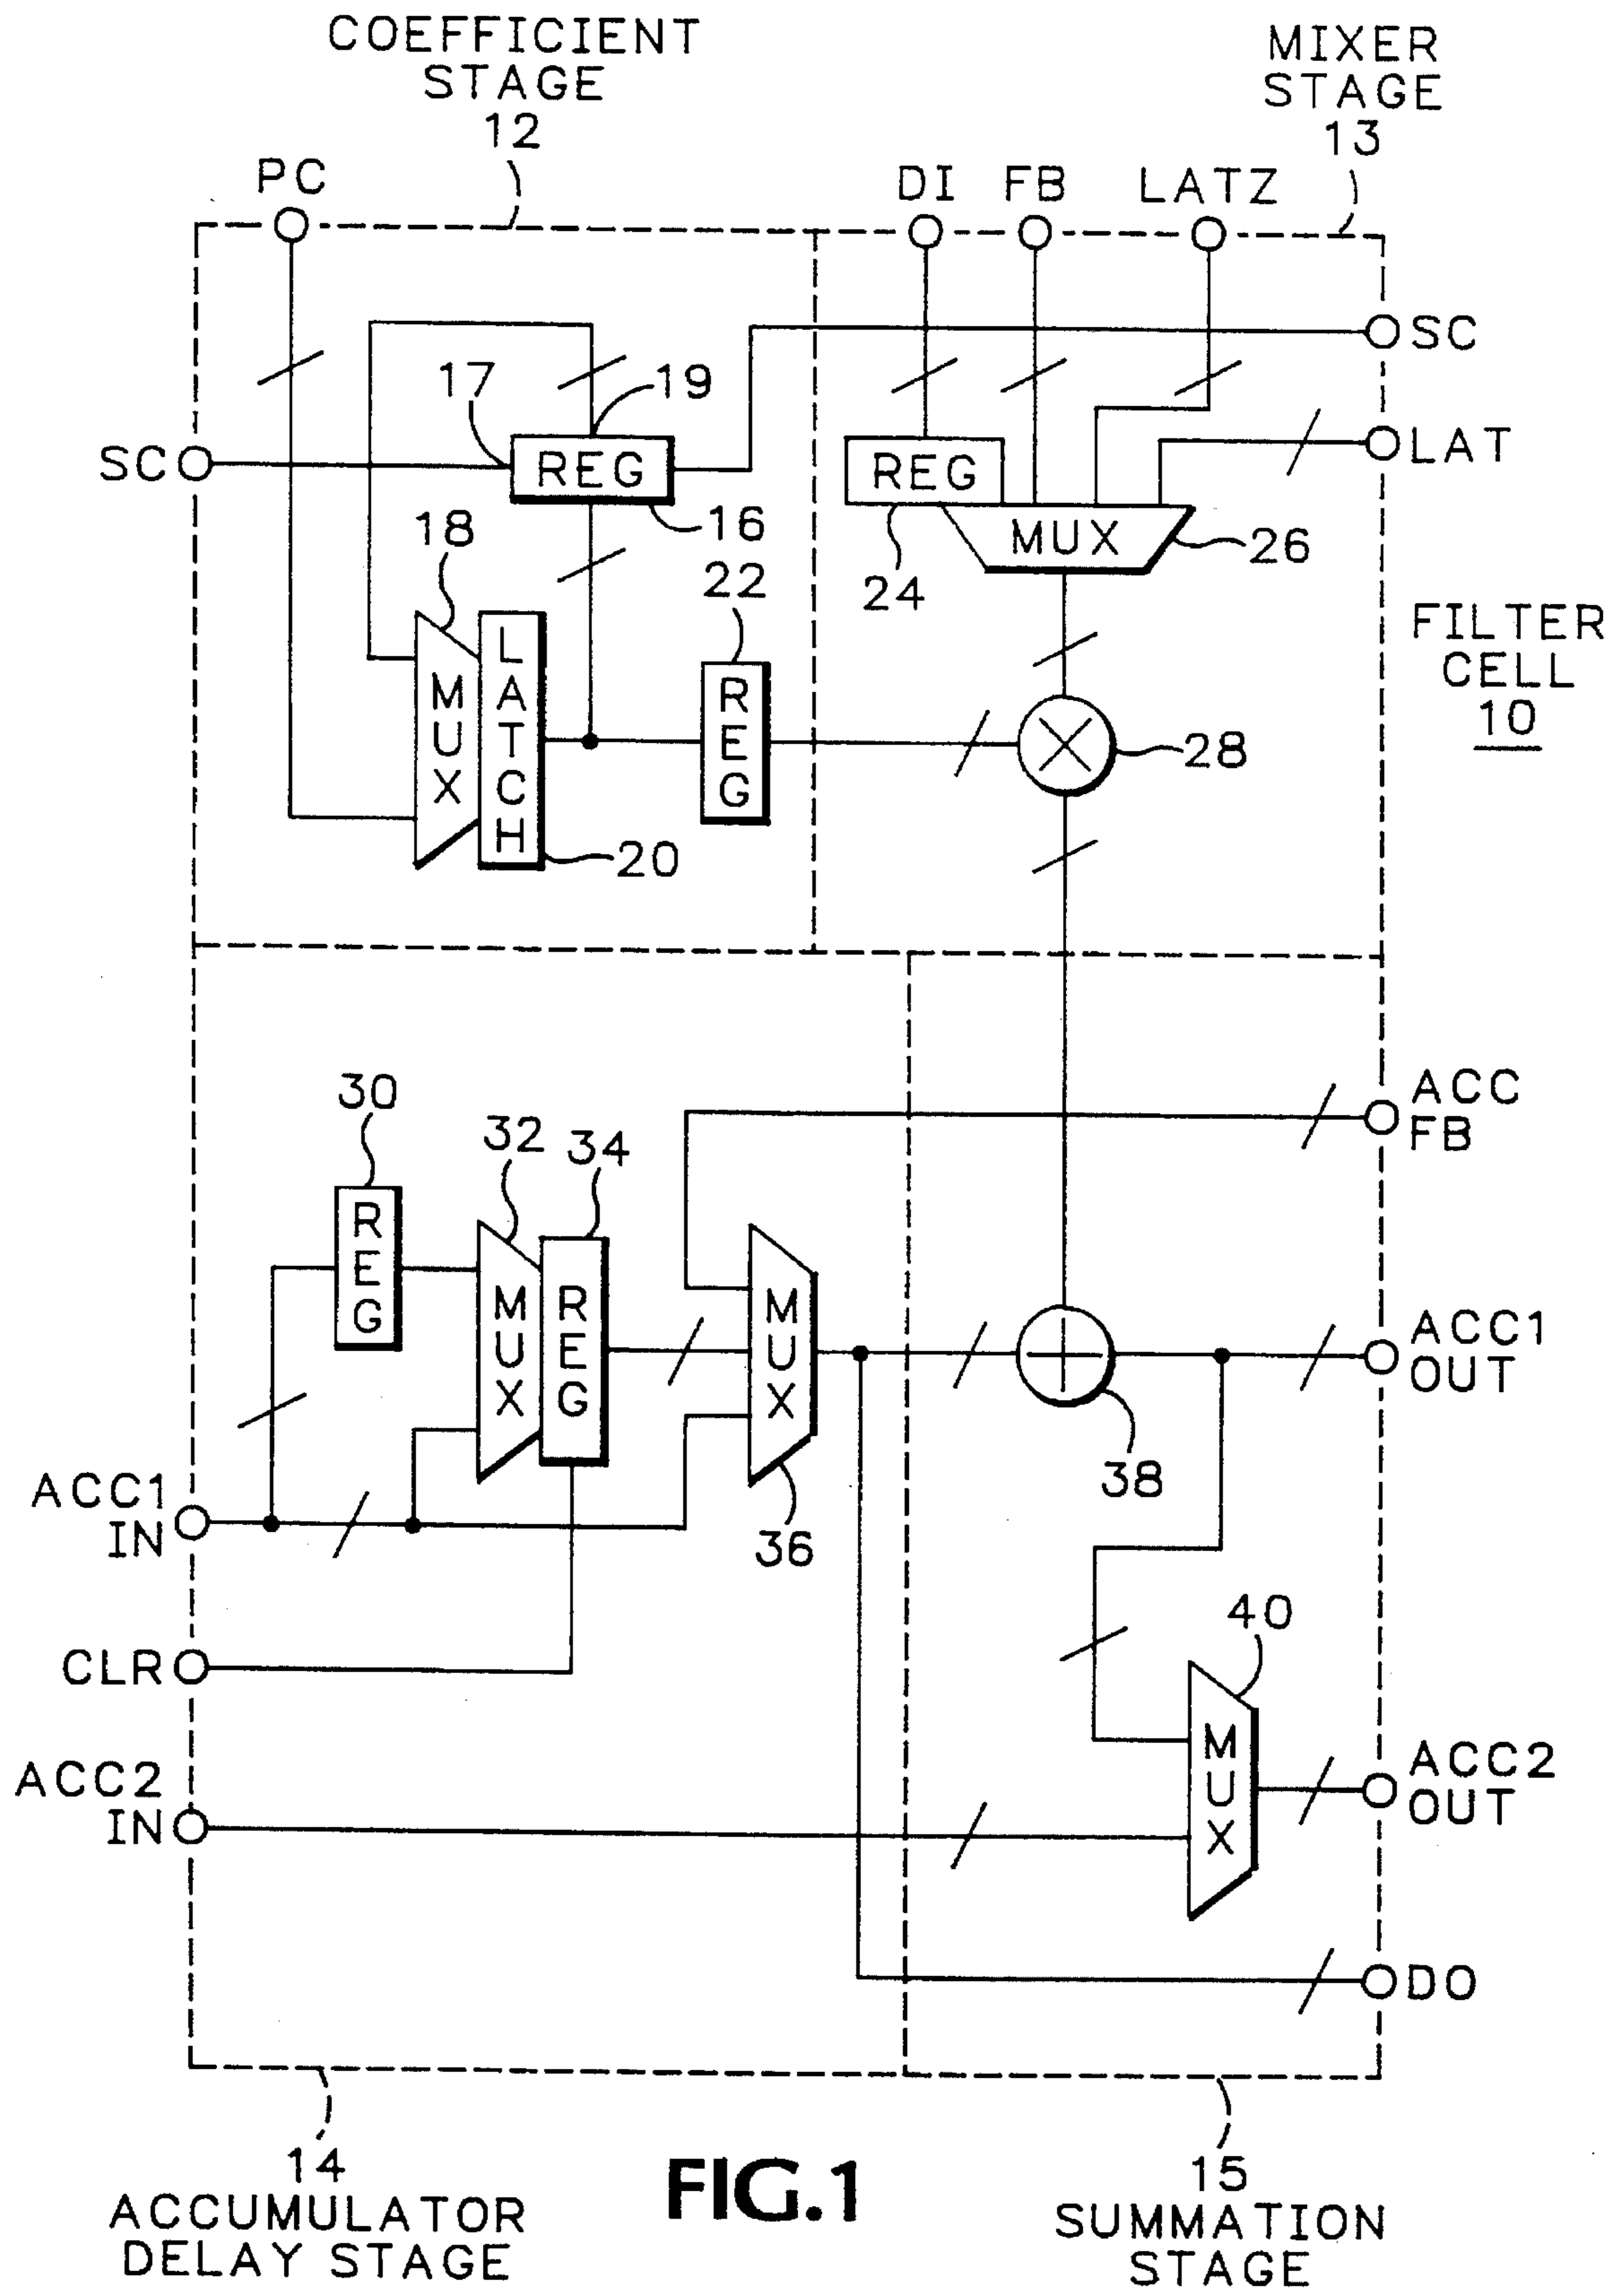 COEFFICIENT
STAGE
12
MIXER
STAGE
13
PC
DI
FB
LATZ
SC
17
19
LAT
SC
REG
REG
16
MUX
26
18
22
24
FILTER
CELL
10
MUX
LATCH
REG
28
20
ACC
FB
30
32
34
REG
MUX
REG
MUX
ACC1
OUT
38
ACC1
IN
36
40
CLR
MUX
ACC2
OUT
ACC2
IN
DO
14
ACCUMULATOR
DELAY STAGE
FIG.1
15
SUMMATION
STAGE